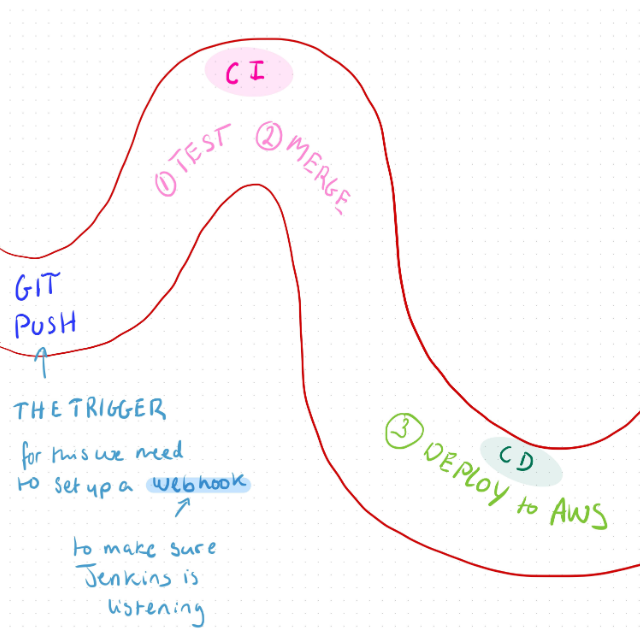 CI
① TEST
② MERGE
GIT
PUSH
THE TRIGGER
for this we need
to set up a webhook
to make sure
Jenkins is
listening
CD
③ DEPLOY to AWS